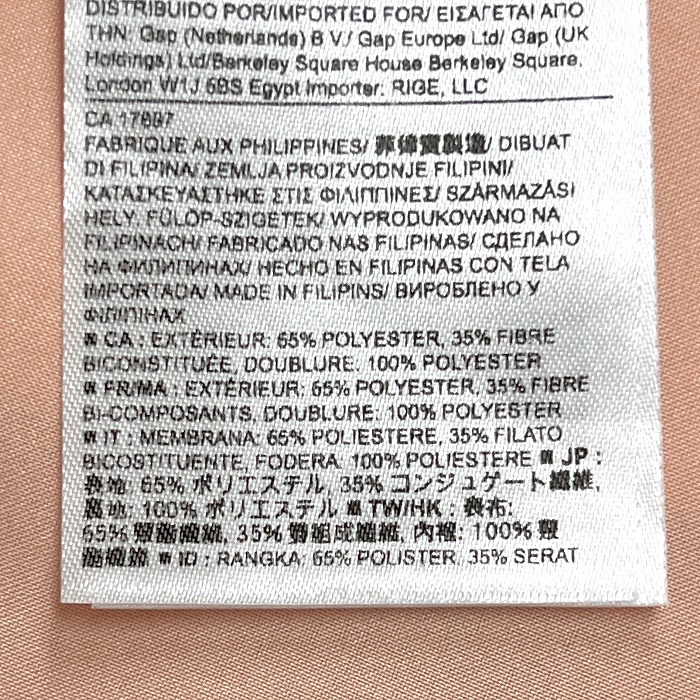 DISTRIBUIDO POR/IMPORTED FOR/ ΕΙΣΑΓΕΤΑΙ ΑΠΟ
ΤΗΝ: Gap (Netherlands) B V./ Gap Europe Ltd/ Gap (UK
Holdings) Ltd/Berkeley Square House Berkeley Square,
London W1J 6BS Egypt Importer: RIGE, LLC
CA 17897
FABRIQUE AUX PHILIPPINES/ 菲律賓製造/ DIBUAT
DI FILIPINA/ ZEMLJA PROIZVODNJE FILIPINI/
ΚΑΤΑΣΚΕΥΑΣΤΗΚΕ ΣΤΙΣ ΦΙΛΙΠΠΙΝΕΣ/ SZÁRMAZÁSI
HELY. FÜLÖP-SZIGETEK/ WYPRODUKOWANO NA
FILIPINACH/ FABRICADO NAS FILIPINAS/ СДЕЛАНО
НА ФИЛИПИНАХ/ HECHO EN FILIPINAS CON TELA
IMPORTADA/ MADE IN FILIPINS/ ВИРОБЛЕНО У
ФІЛІПІНАХ
CA : EXTÉRIEUR: 65% POLYESTER, 35% FIBRE
BICONSTITUÉE, DOUBLURE: 100% POLYESTER
FR/MA : EXTÉRIEUR: 65% POLYESTER, 35% FIBRE
BI-COMPOSANTS, DOUBLURE: 100% POLYESTER
IT : MEMBRANA: 65% POLIESTERE, 35% FILATO
BICOSTITUENTE, FODERA: 100% POLIESTERE JP :
表地: 65% ポリエステル, 35% コンジュゲート繊維,
裏地: 100% ポリエステル TW/HK : 表布:
65% 聚酯纖維, 35% 雙組成纖維, 內裡: 100% 聚
酯纖維 ID : RANGKA: 65% POLISTER, 35% SERAT